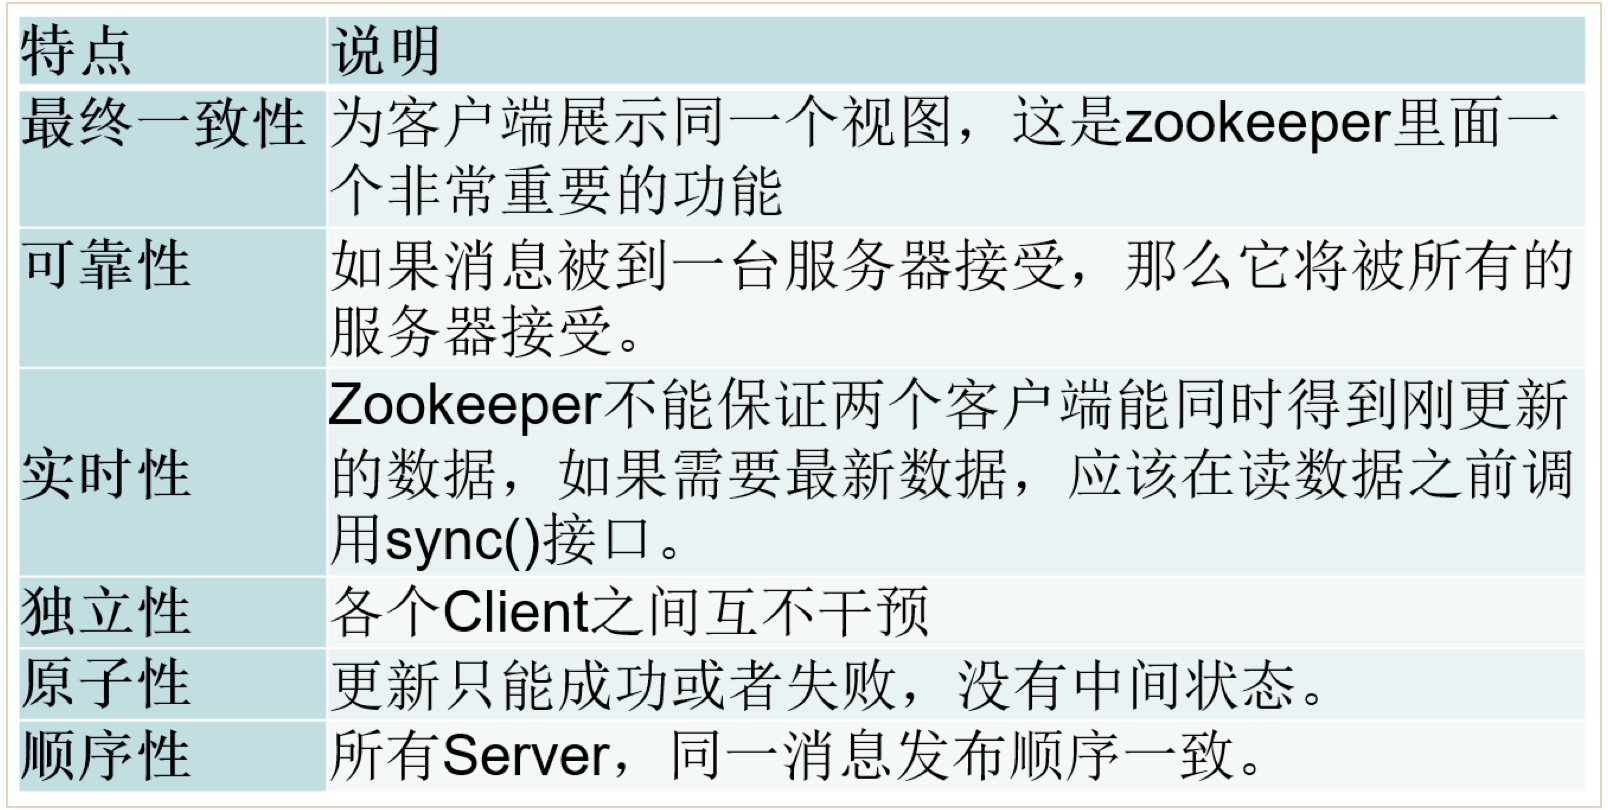 特点 说明
最终一致性 为客户端展示同一个视图，这是zookeeper里面一
个非常重要的功能
可靠性 如果消息被到一台服务器接受，那么它将被所有的
服务器接受。
Zookeeper不能保证两个客户端能同时得到刚更新
实时性 的数据，如果需要最新数据，应该在读数据之前调
用sync()接口。
独立性 各个Client之间互不干预
原子性 更新只能成功或者失败，没有中间状态。
顺序性 所有Server，同一消息发布顺序一致。